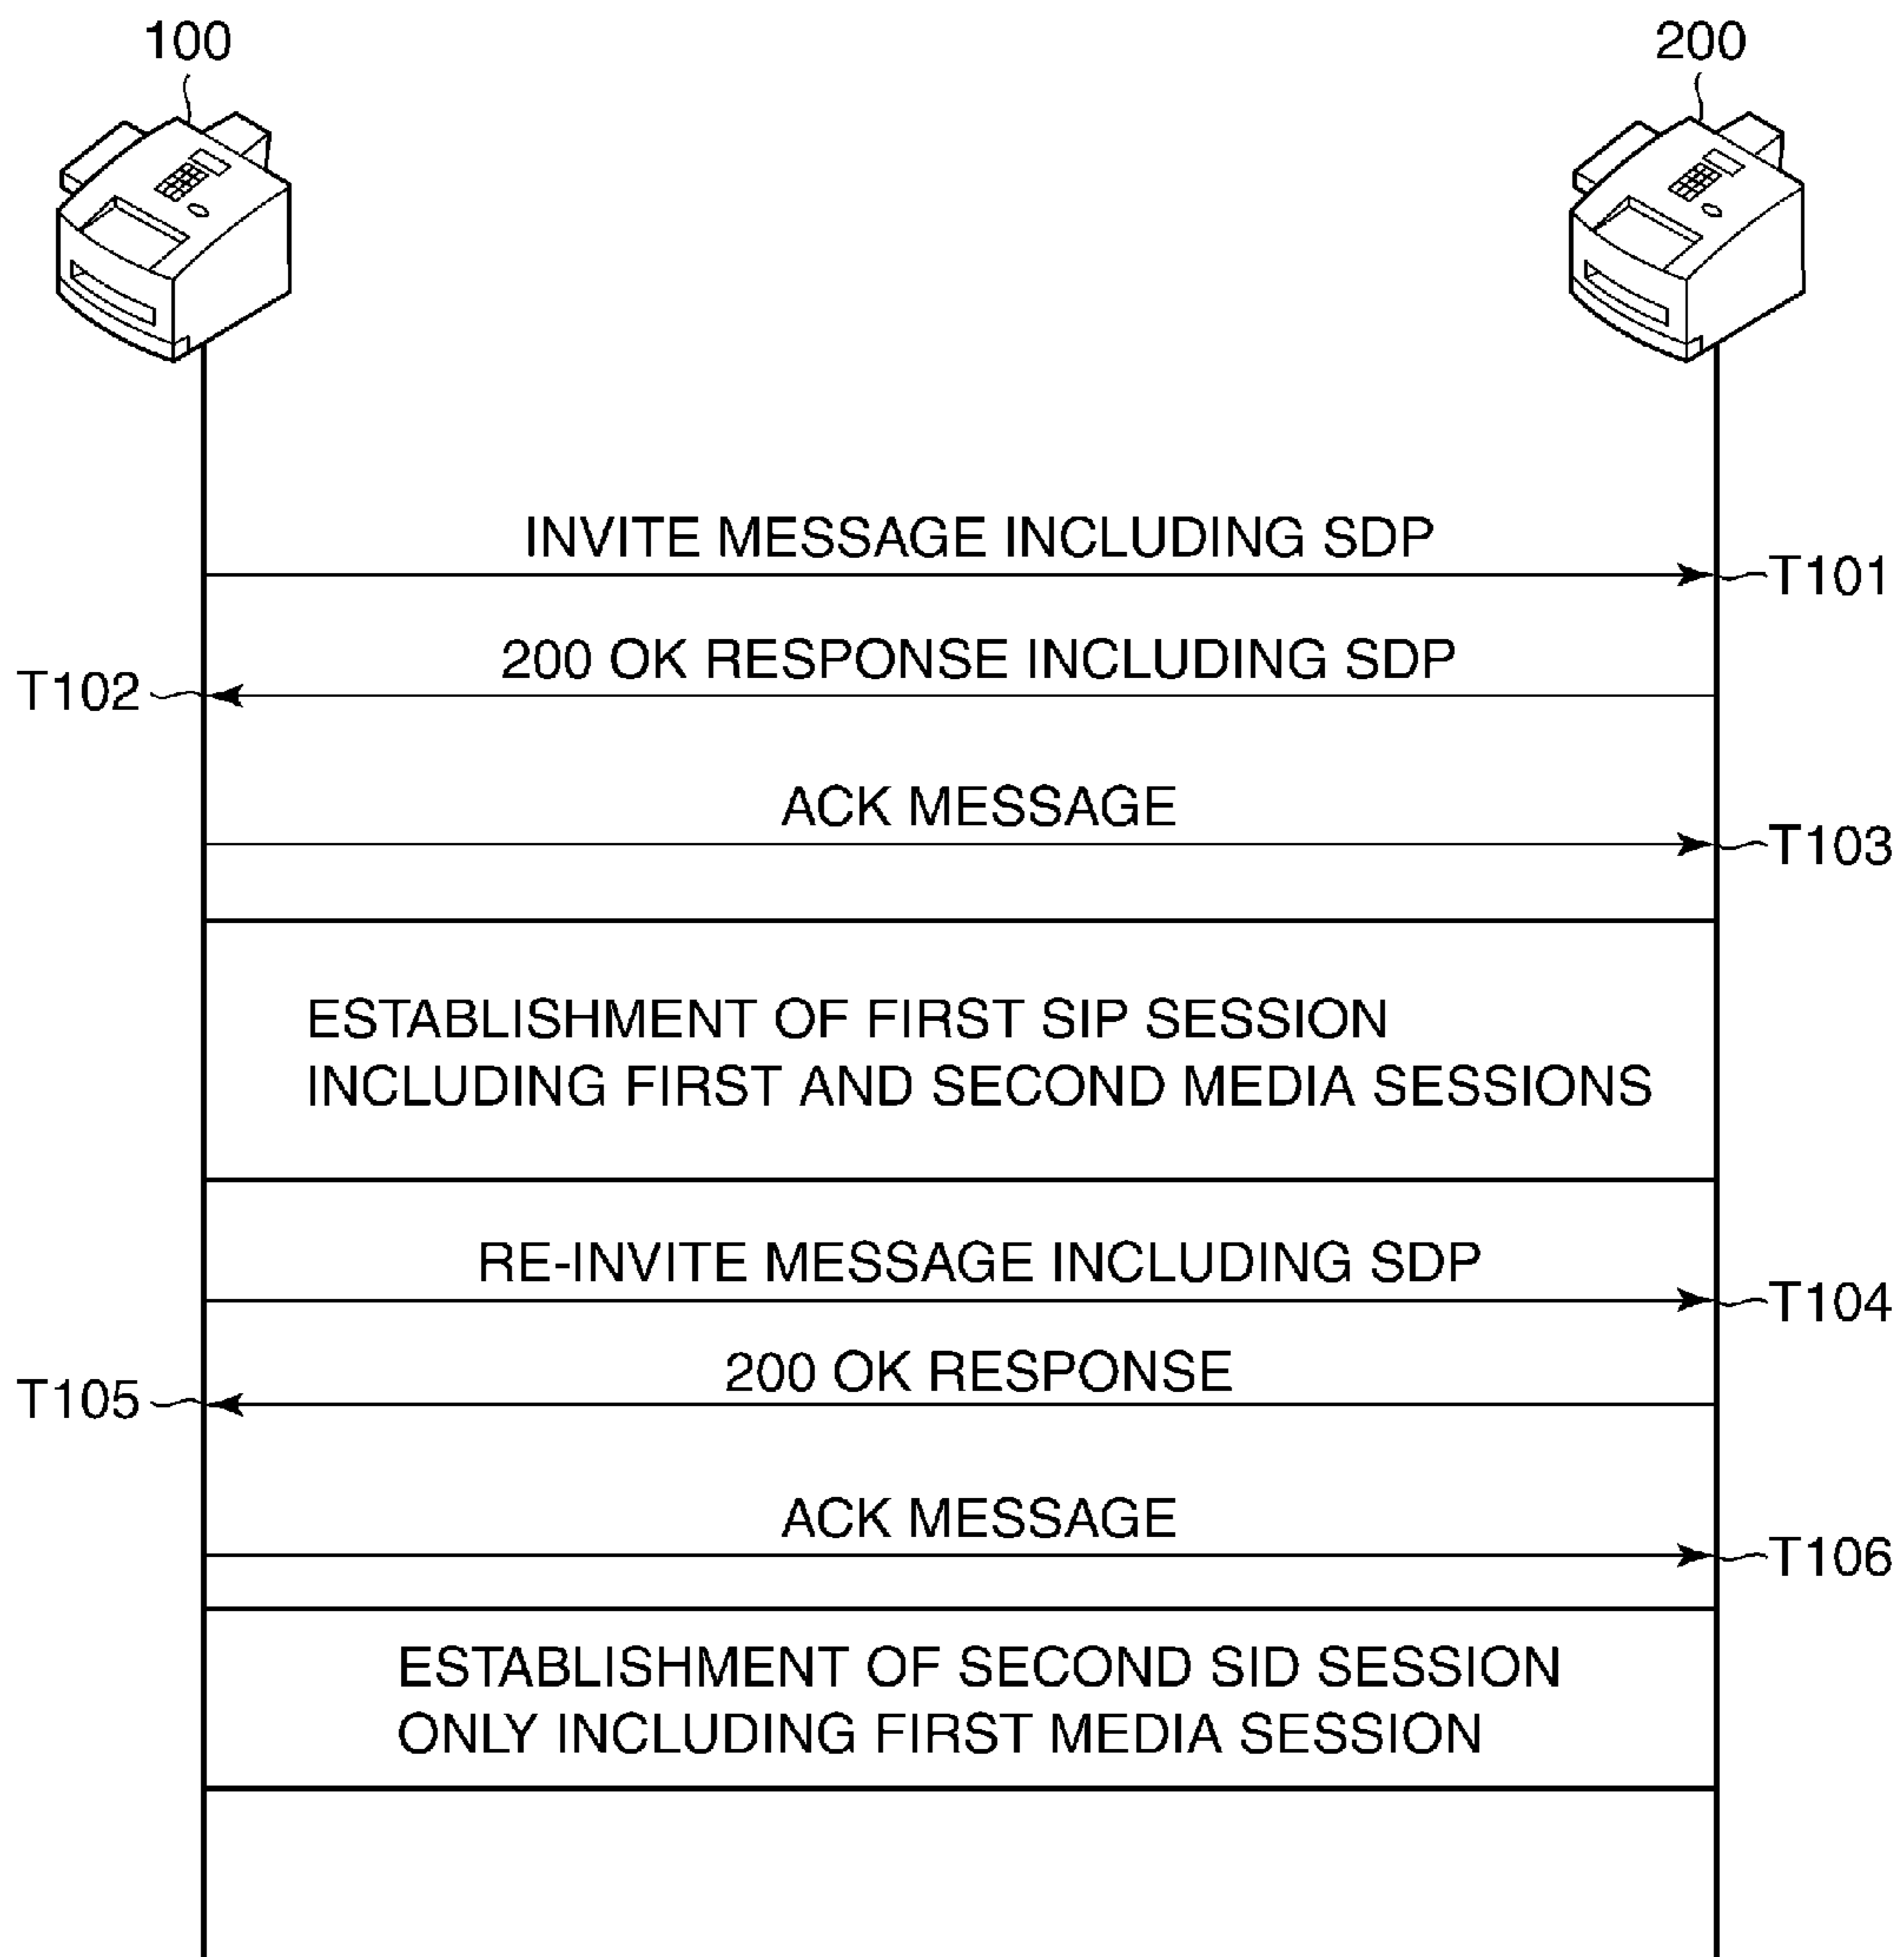 100
200
INVITE MESSAGE INCLUDING SDP
T101
200 OK RESPONSE INCLUDING SDP
T102
ACK MESSAGE
T103
ESTABLISHMENT OF FIRST SIP SESSION
INCLUDING FIRST AND SECOND MEDIA SESSIONS
RE-INVITE MESSAGE INCLUDING SDP
T104
200 OK RESPONSE
T105
ACK MESSAGE
T106
ESTABLISHMENT OF SECOND SID SESSION
ONLY INCLUDING FIRST MEDIA SESSION